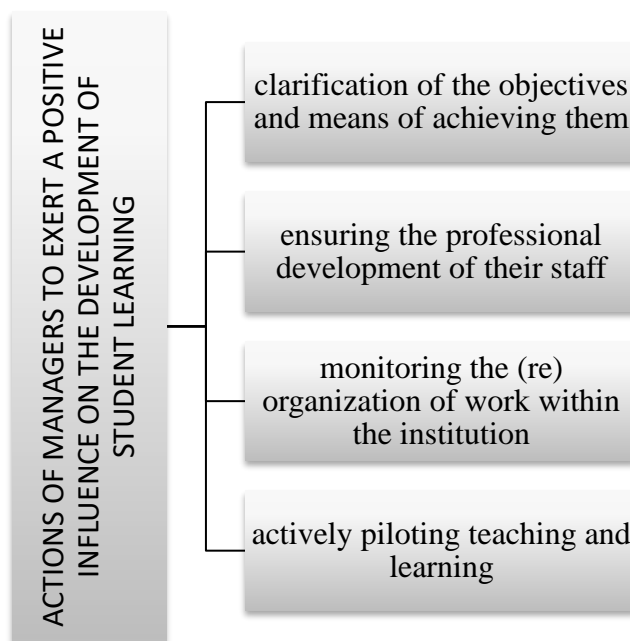 ACTIONS OF MANAGERS TO EXERT A POSITIVE
INFLUENCE ON THE DEVELOPMENT OF
STUDENT LEARNING
clarification of the objectives
and means of achieving them
ensuring the professional
development of their staff
monitoring the (re)
organization of work within
the institution
actively piloting teaching and
learning